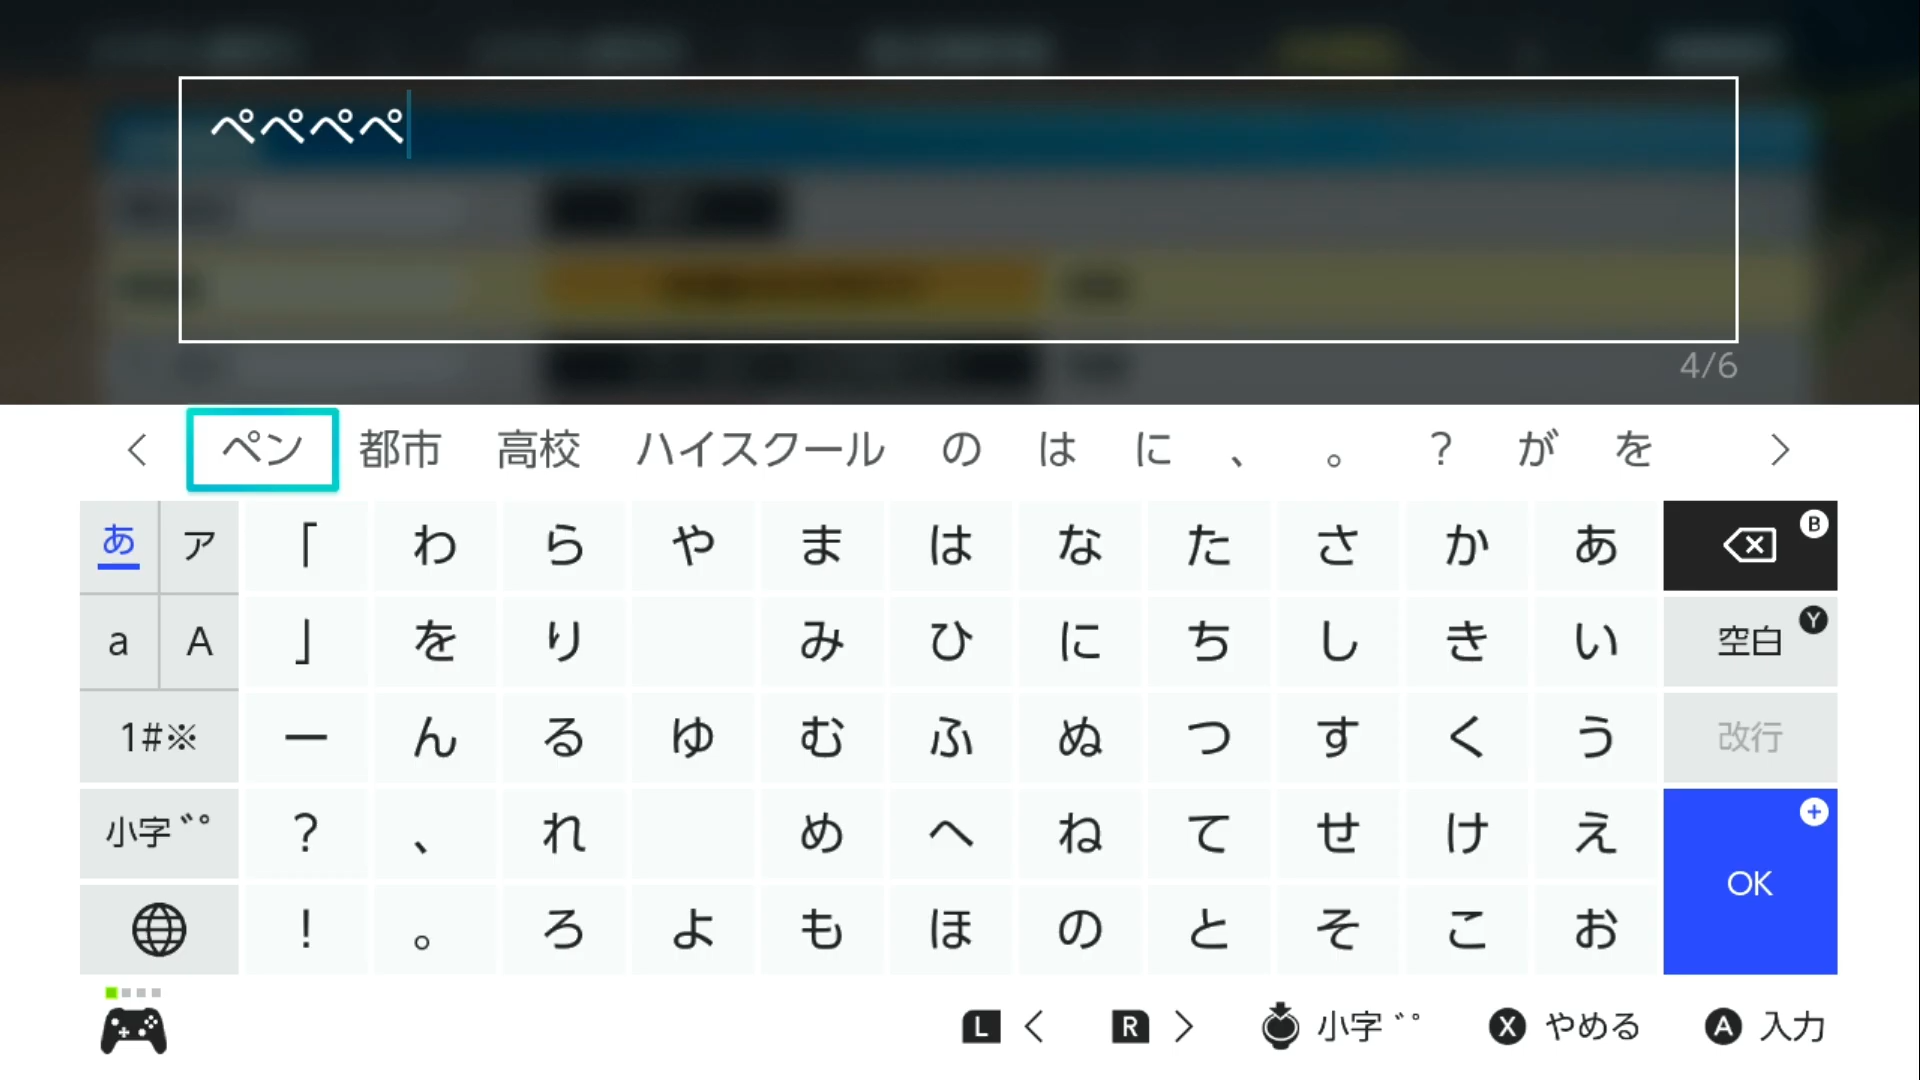 ぺぺぺぺ
4/6
ペン 都市 高校 ハイスクール の は に 、 。 ? が を
あ ア 「 わ ら や ま は な た さ か あ B
a A 」 を り み ひ に ち し き い 空白 Y
1#※ ー ん る ゆ む ふ ぬ つ す く う 改行
小字 ゛゜ ? 、 れ め へ ね て せ け え +
! 。 ろ よ も ほ の と そ こ お OK
L < R > 小字 ゛゜ X やめる A 入力